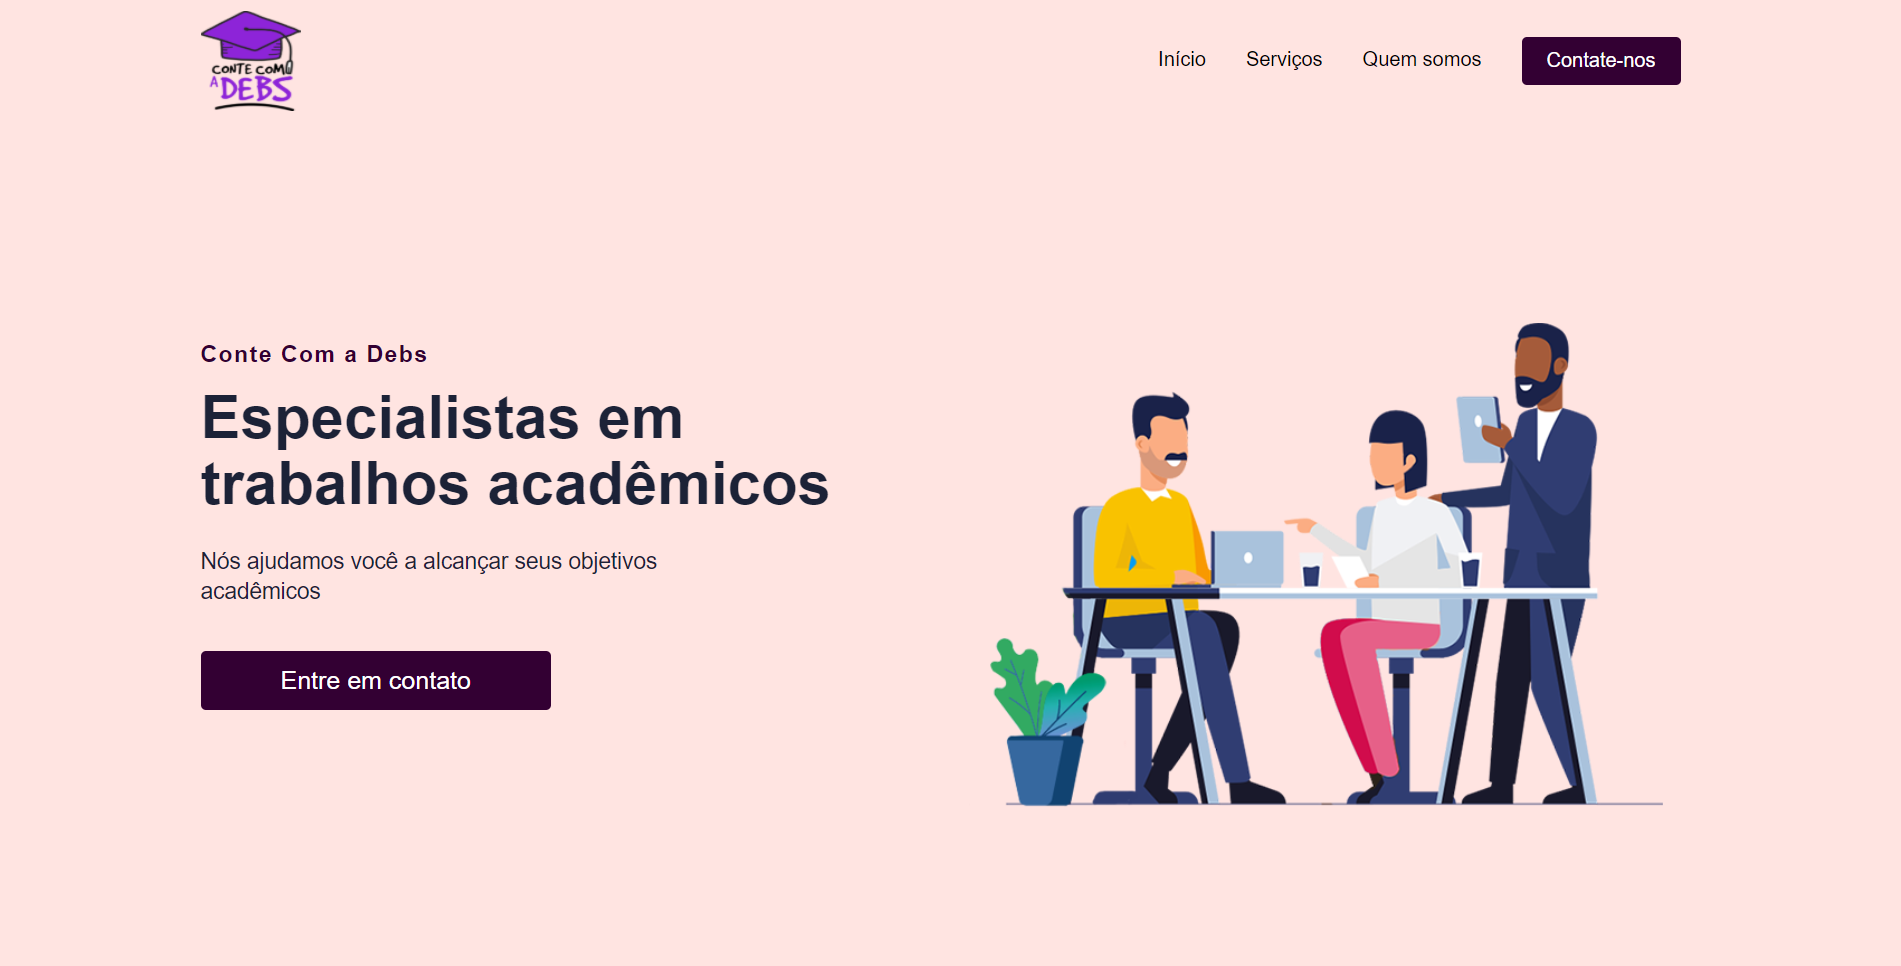 CONTE COM
A DEBS
Início
Serviços
Quem somos
Contate-nos
Conte Com a Debs
Especialistas em
trabalhos acadêmicos
Nós ajudamos você a alcançar seus objetivos
acadêmicos
Entre em contato